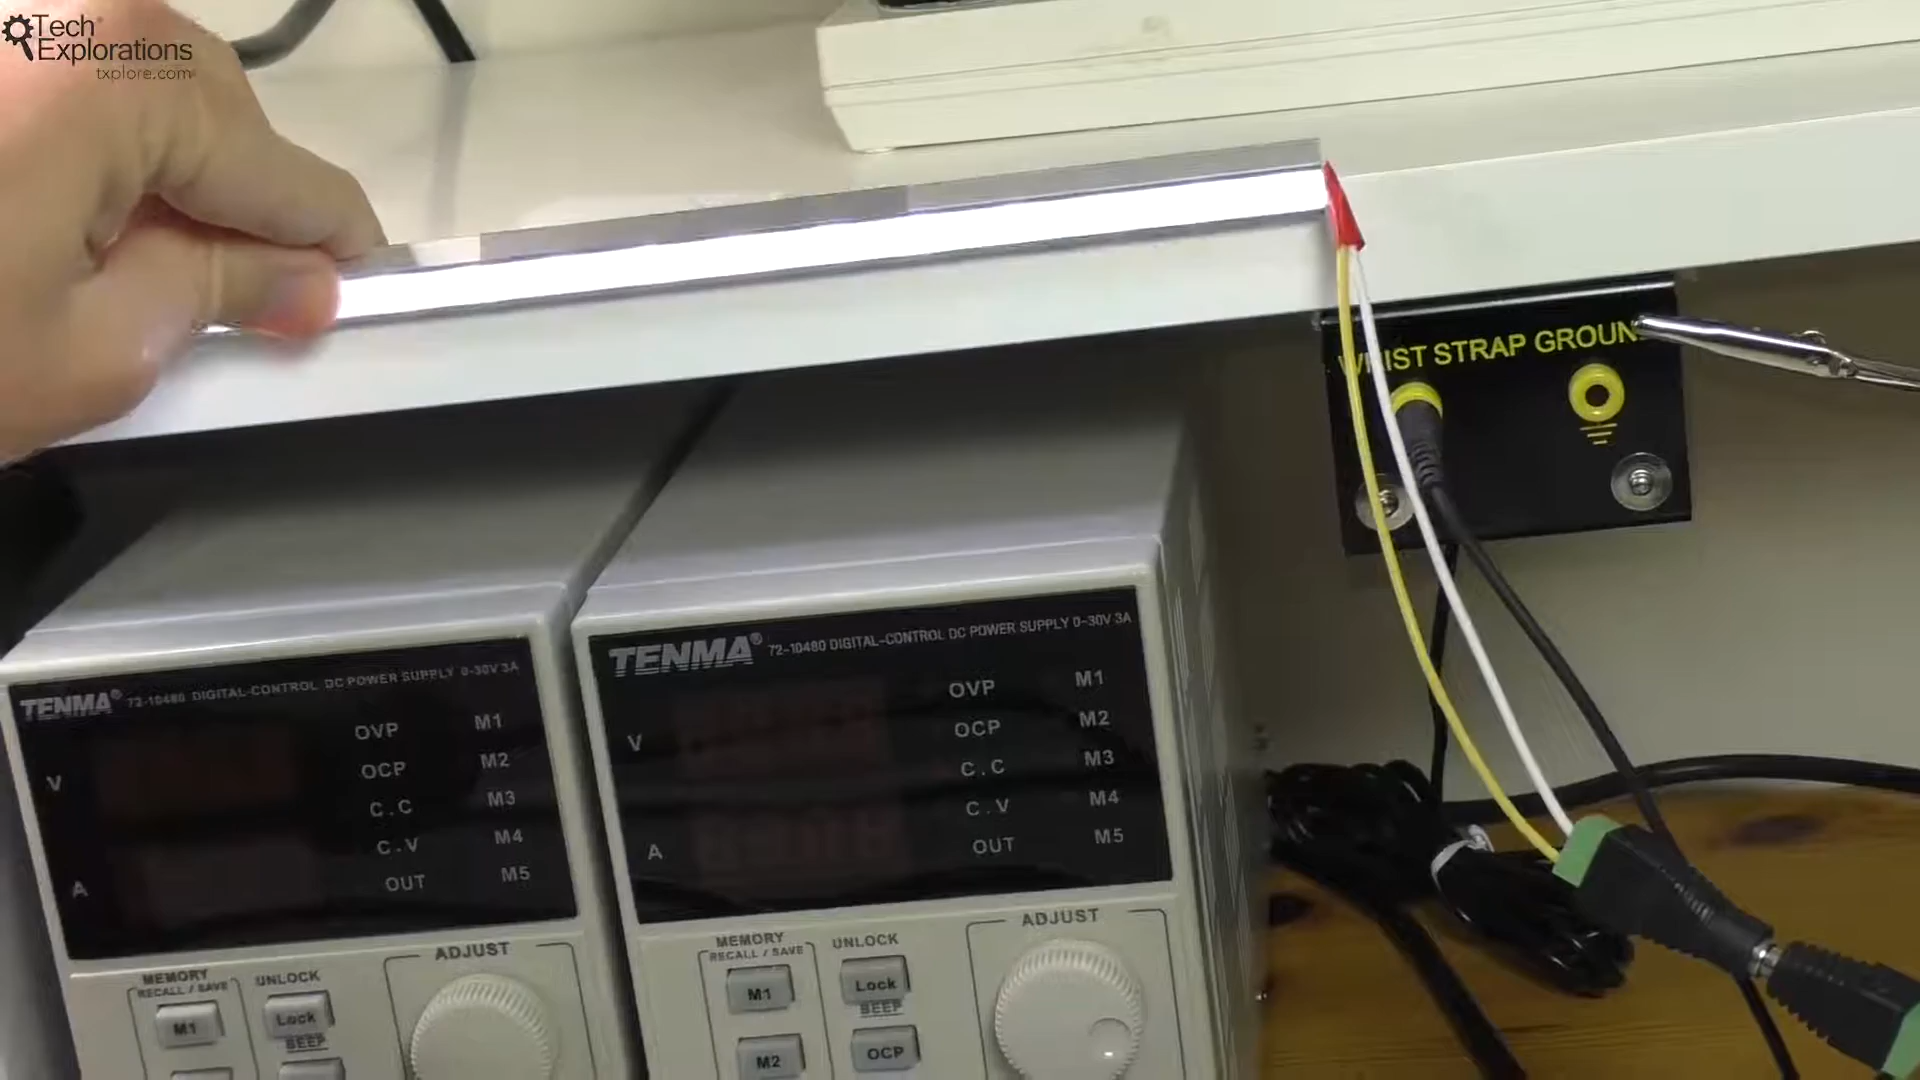 Tech
Explorations
txplore.com
WRIST STRAP GROUN
TENMA® 72-10480 DIGITAL-CONTROL DC POWER SUPPLY 0-30V 3A
V
A
OVP M1
OCP M2
C.C M3
C.V M4
OUT M5
MEMORY
RECALL / SAVE
UNLOCK
ADJUST
M1
Lock
BEEP
TENMA® 72-10480 DIGITAL-CONTROL DC POWER SUPPLY 0-30V 3A
V
A
OVP M1
OCP M2
C.C M3
C.V M4
OUT M5
MEMORY
RECALL / SAVE
UNLOCK
ADJUST
M1
Lock
BEEP
M2
OCP